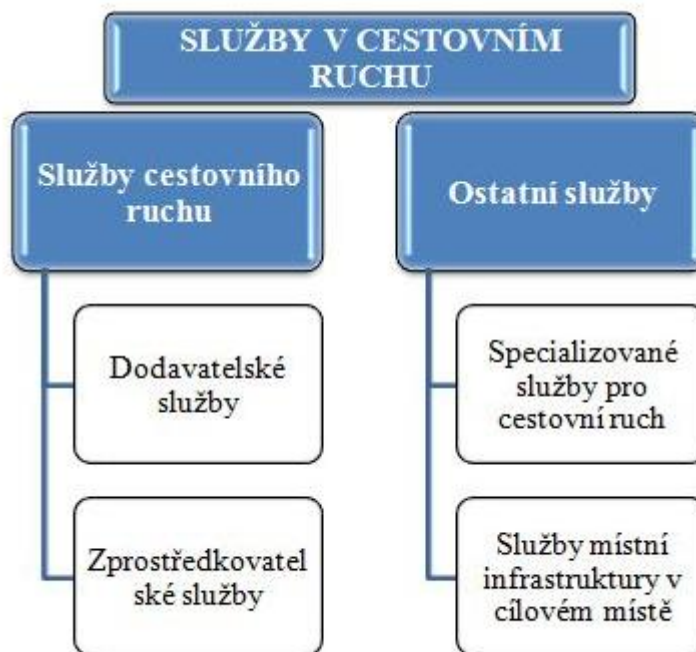 SLUŽBY V CESTOVNÍM
RUCHU
Služby cestovního
ruchu
Dodavatelské
služby
Zprostředkovatel
ské služby
Ostatní služby
Specializované
služby pro
cestovní ruch
Služby místní
infrastruktury v
cílovém místě